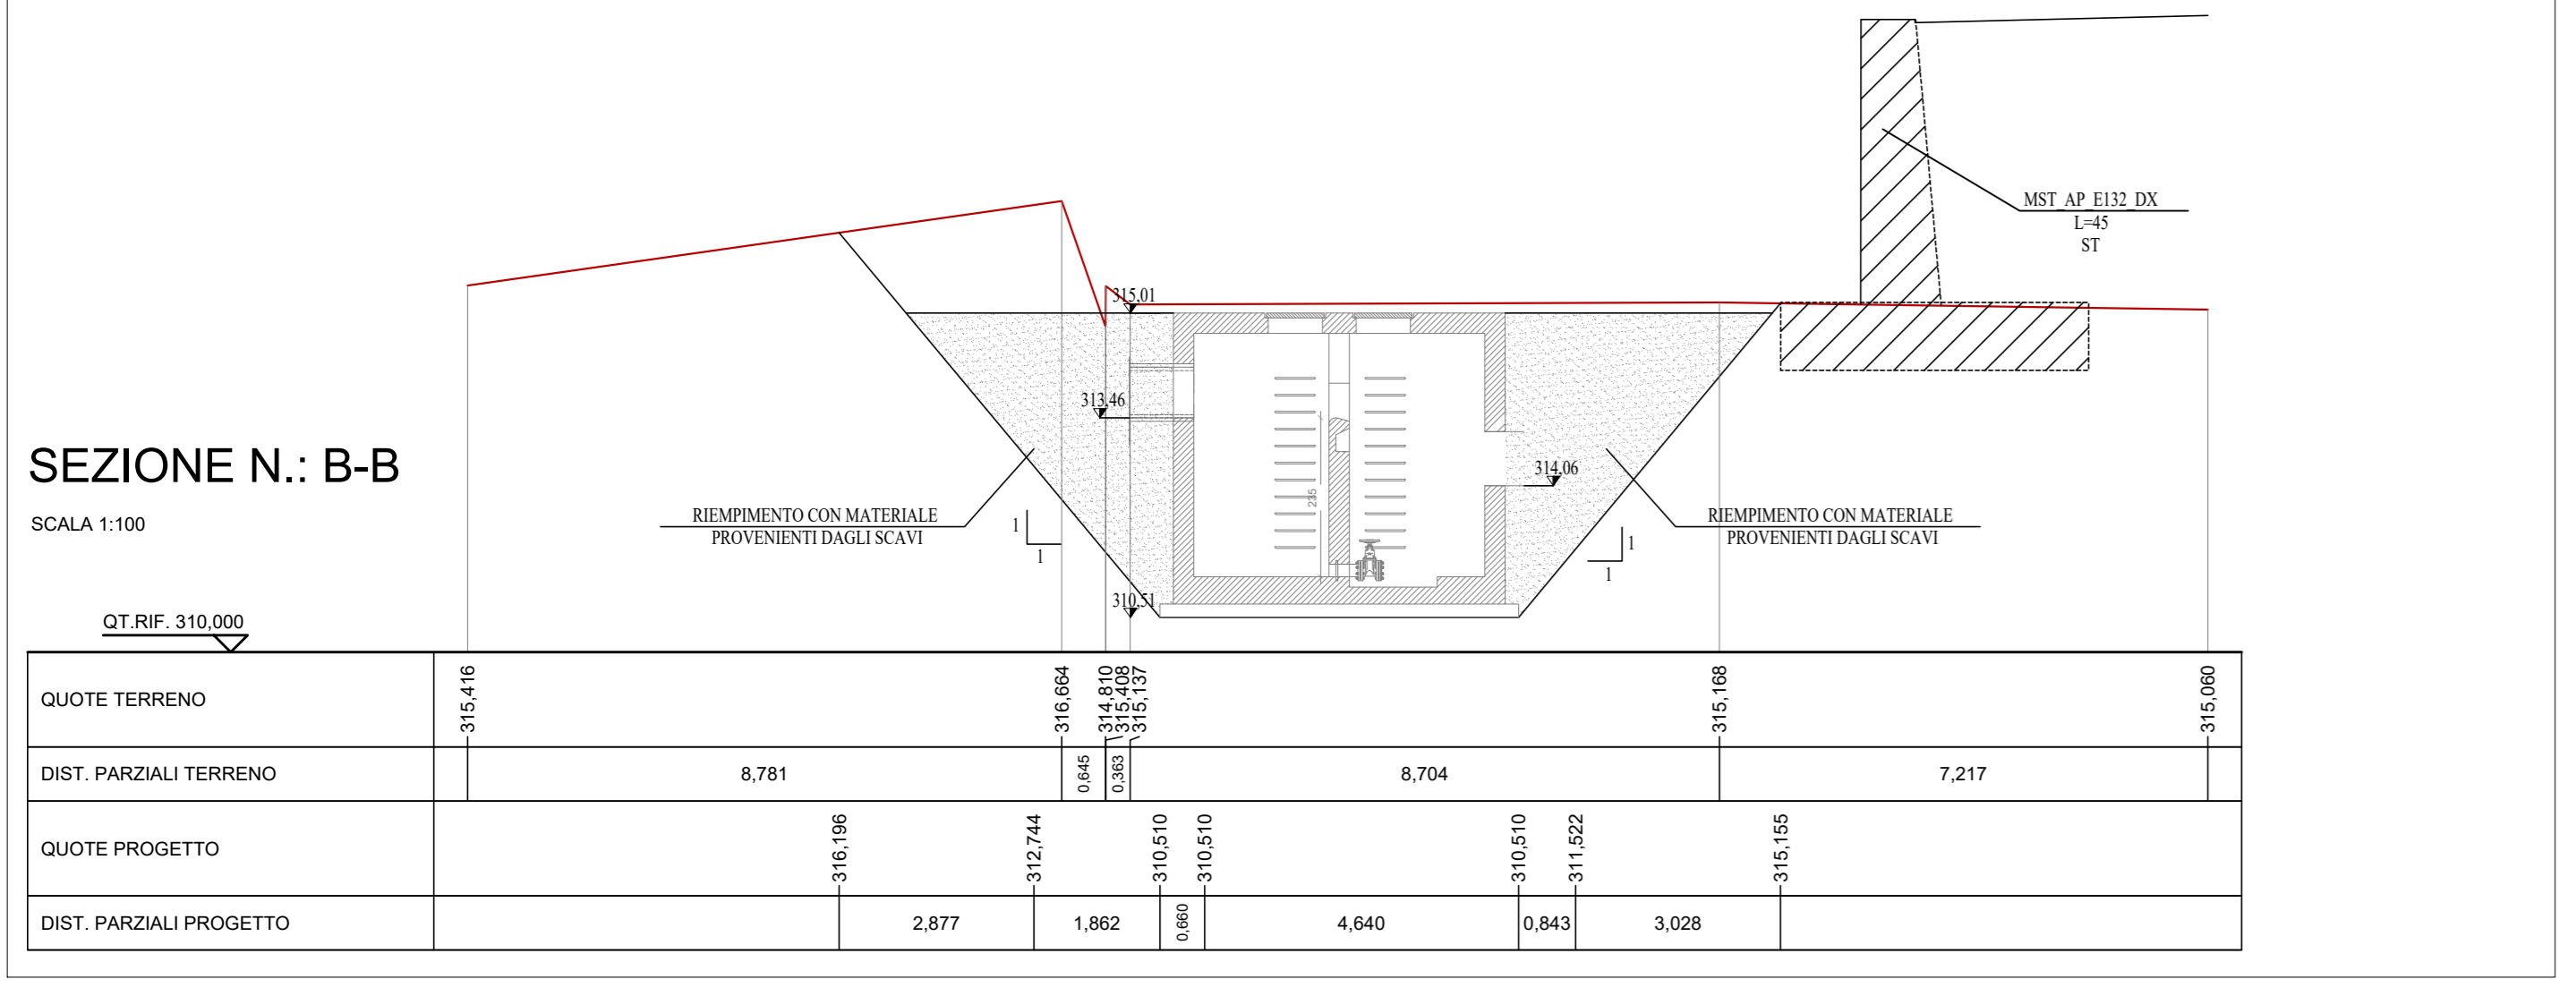 315,01
313,46
314,06
310,51
235
MST_AP_E132_DX
L=45
ST
SEZIONE N.: B-B
SCALA 1:100
RIEMPIMENTO CON MATERIALE
PROVENIENTI DAGLI SCAVI
1
1
RIEMPIMENTO CON MATERIALE
PROVENIENTI DAGLI SCAVI
1
1
QT.RIF. 310,000
QUOTE TERRENO 315,416 316,664 314,810 315,408 315,137 315,168 315,060
DIST. PARZIALI TERRENO 8,781 0,645 0,363 8,704 7,217
QUOTE PROGETTO 316,196 312,744 310,510 310,510 310,510 311,522 315,155
DIST. PARZIALI PROGETTO 2,877 1,862 0,660 4,640 0,843 3,028